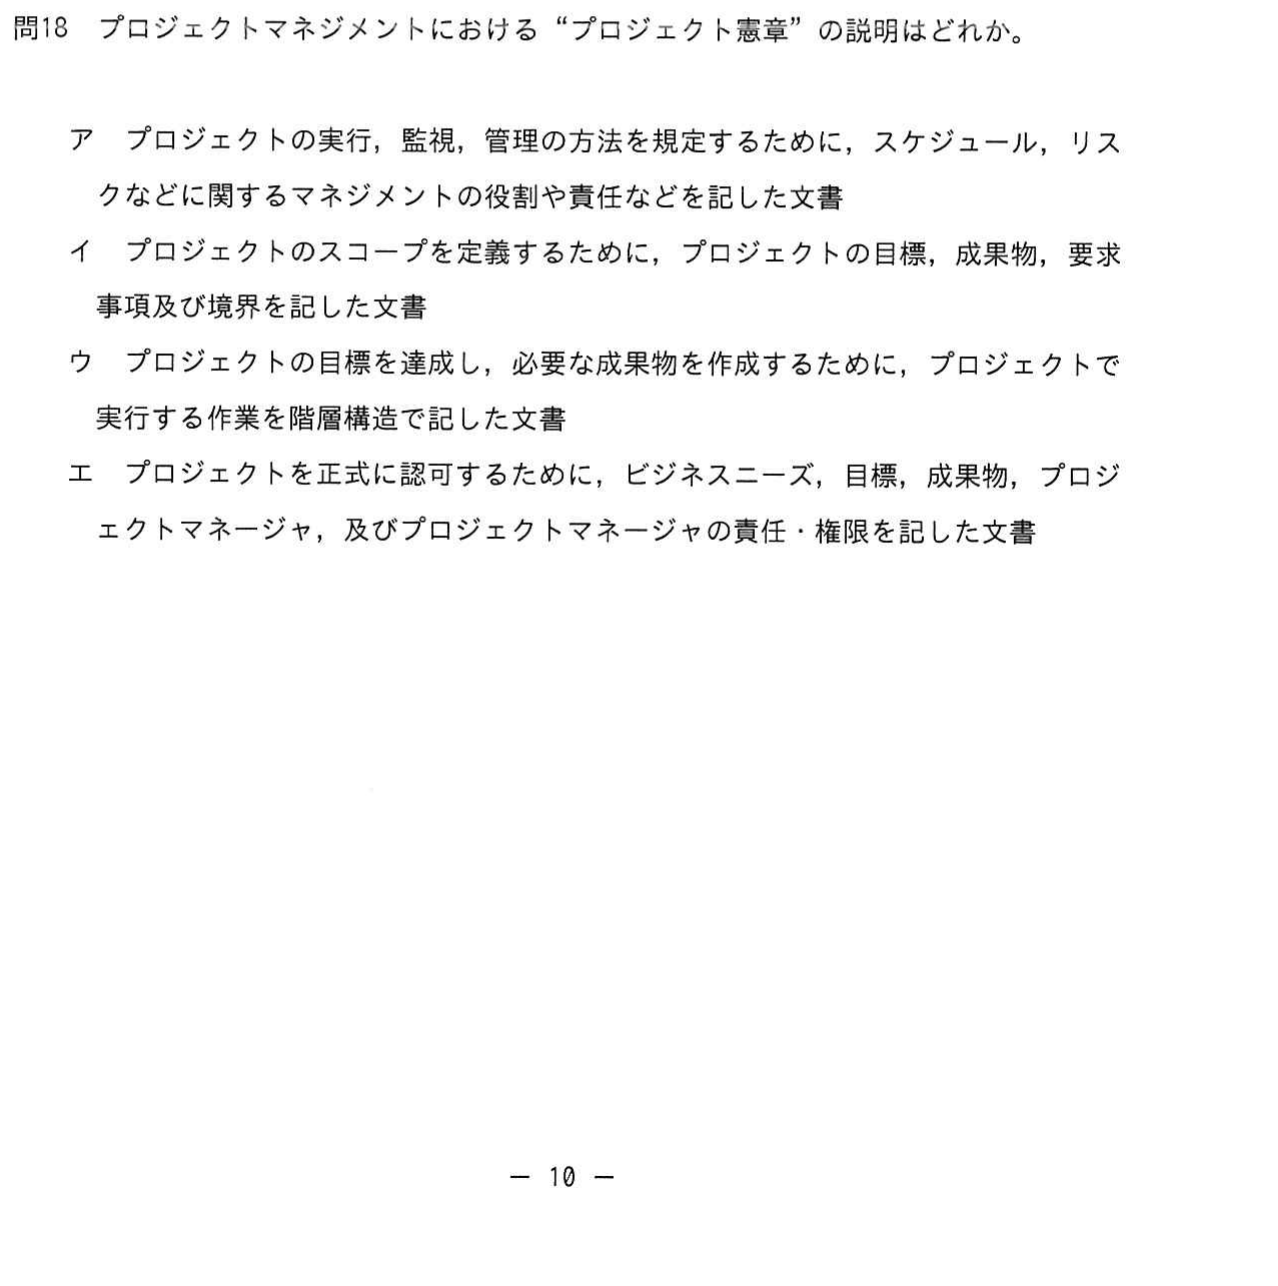 問18　プロジェクトマネジメントにおける“プロジェクト憲章”の説明はどれか。
ア　プロジェクトの実行，監視，管理の方法を規定するために，スケジュール，リス
クなどに関するマネジメントの役割や責任などを記した文書
イ　プロジェクトのスコープを定義するために，プロジェクトの目標，成果物，要求
事項及び境界を記した文書
ウ　プロジェクトの目標を達成し，必要な成果物を作成するために，プロジェクトで
実行する作業を階層構造で記した文書
エ　プロジェクトを正式に認可するために，ビジネスニーズ，目標，成果物，プロジ
ェクトマネージャ，及びプロジェクトマネージャの責任・権限を記した文書
－ 10 －